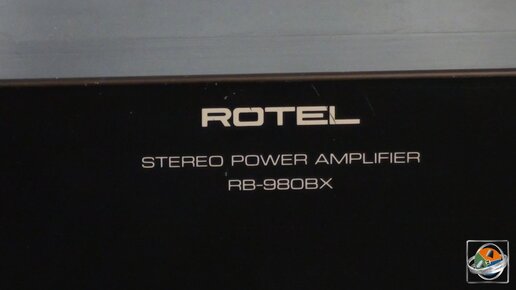 ROTEL
STEREO POWER AMPLIFIER
RB-980BX